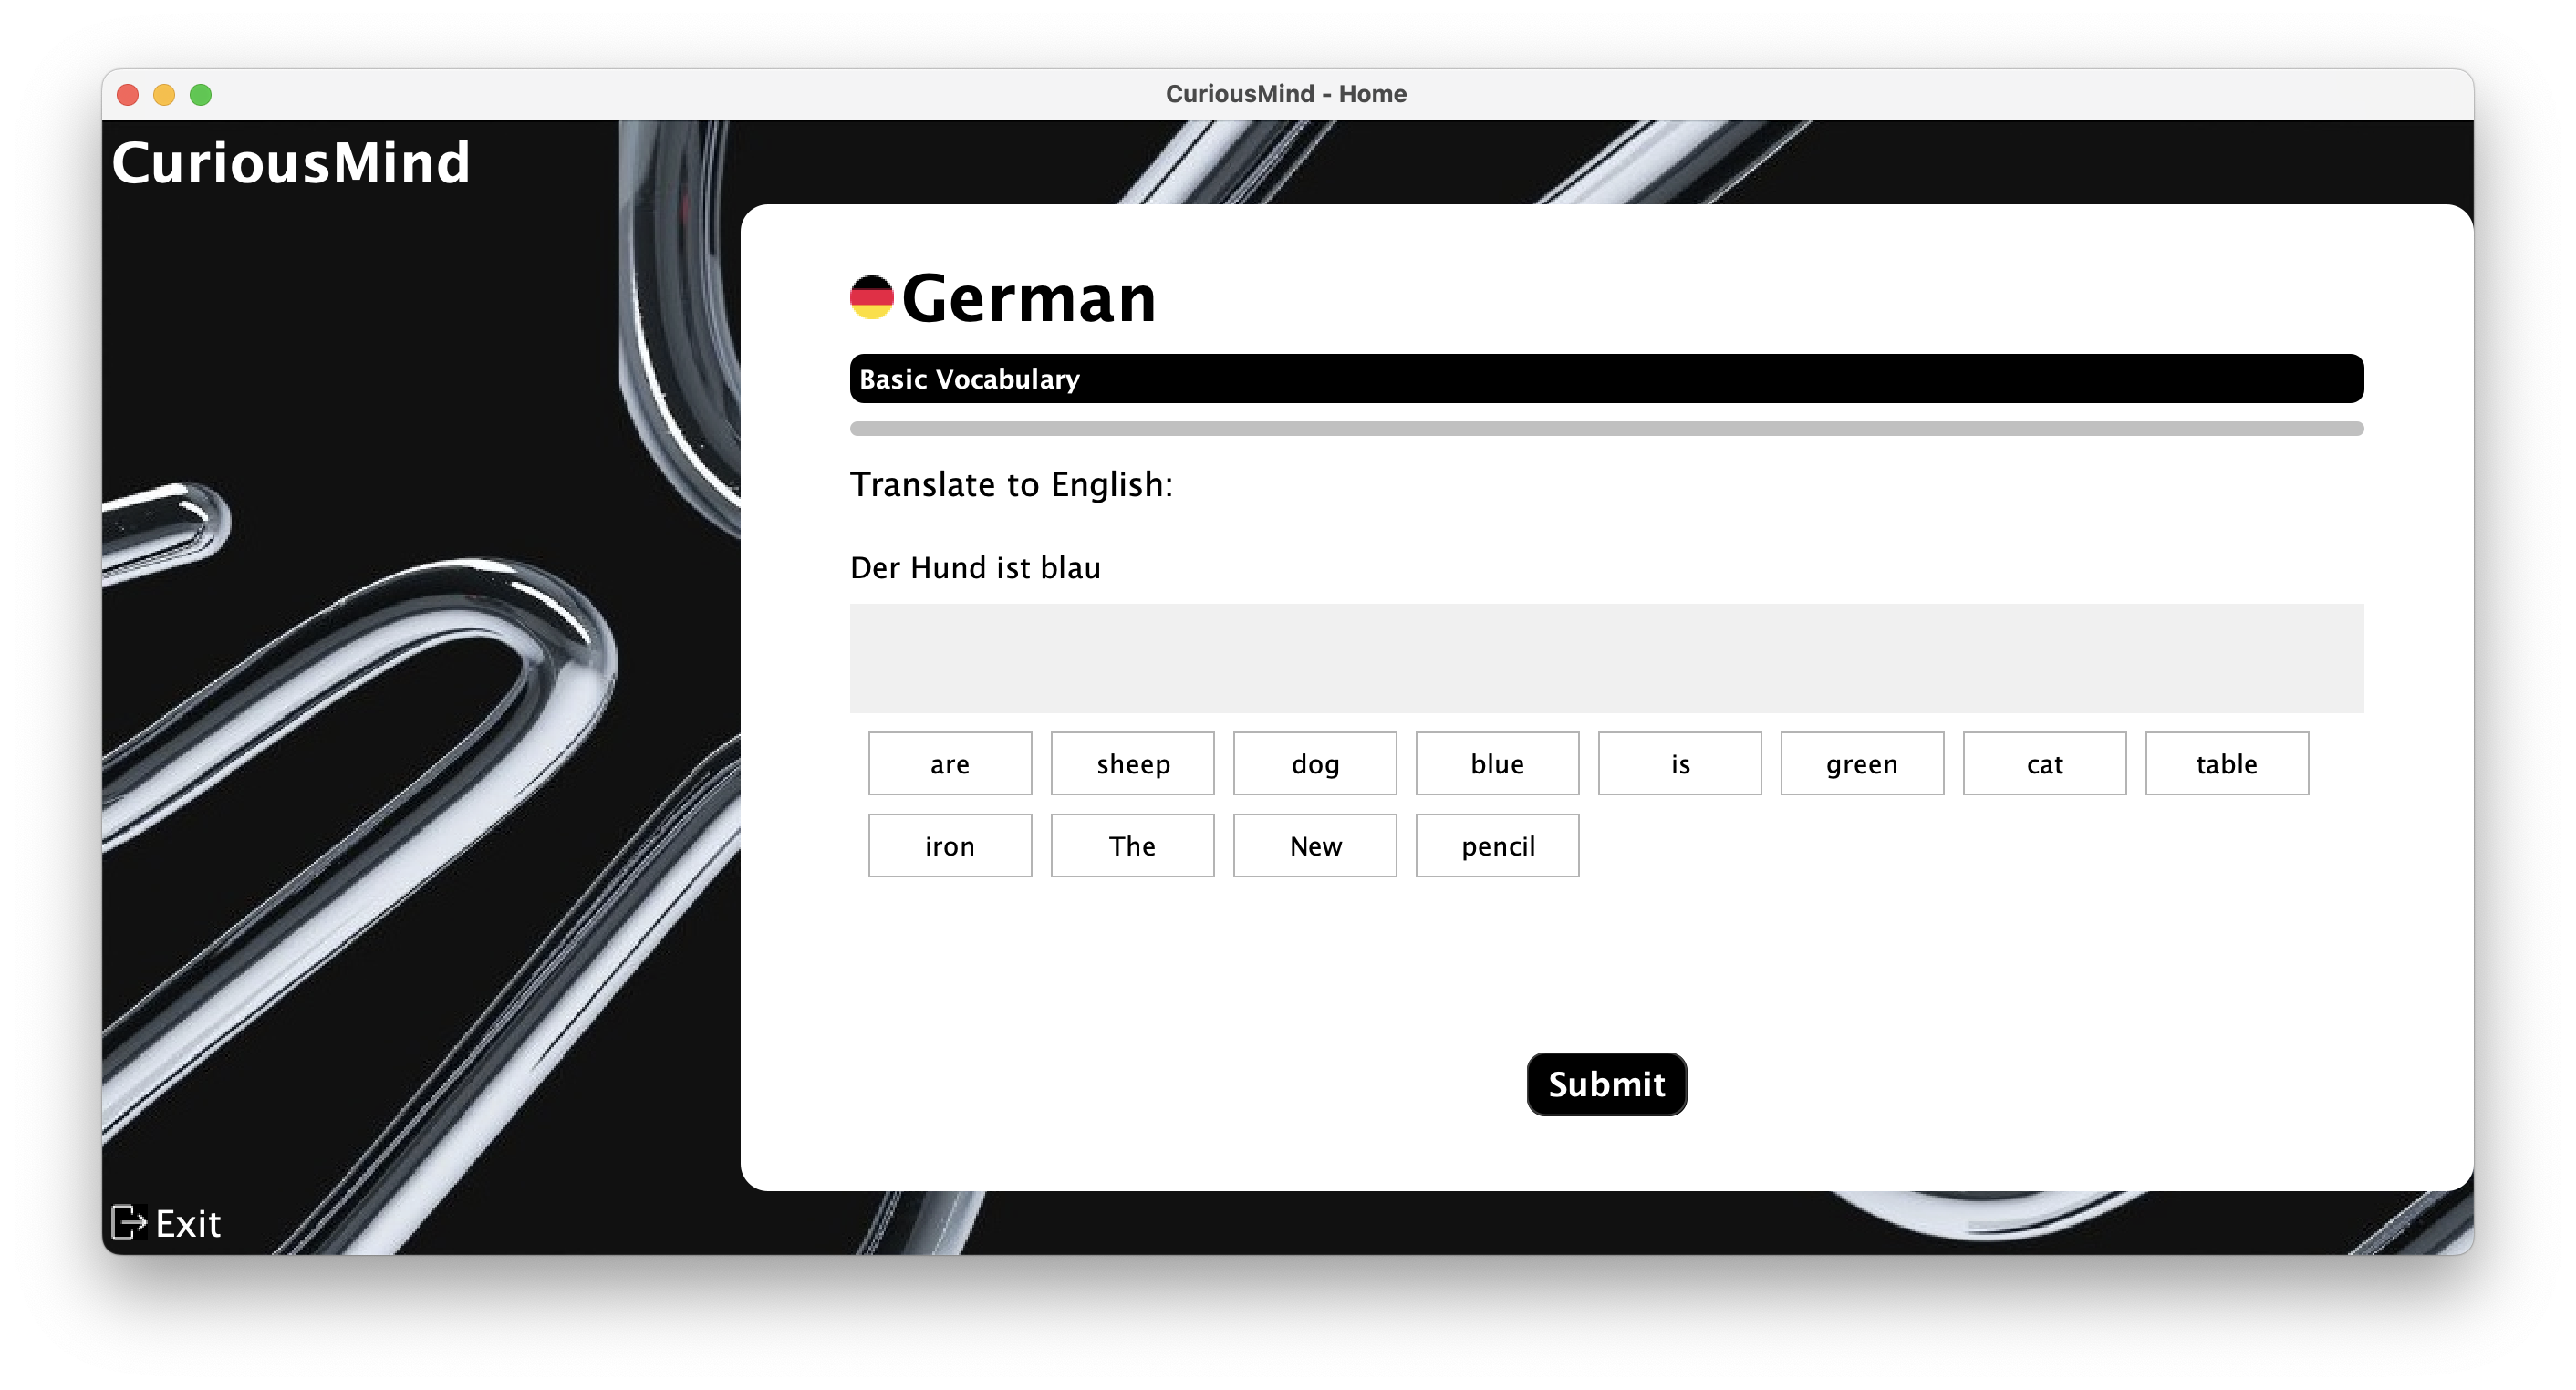 CuriousMind - Home
CuriousMind
German
Basic Vocabulary
Translate to English:
Der Hund ist blau
are sheep dog blue is green cat table
iron The New pencil
Submit
Exit